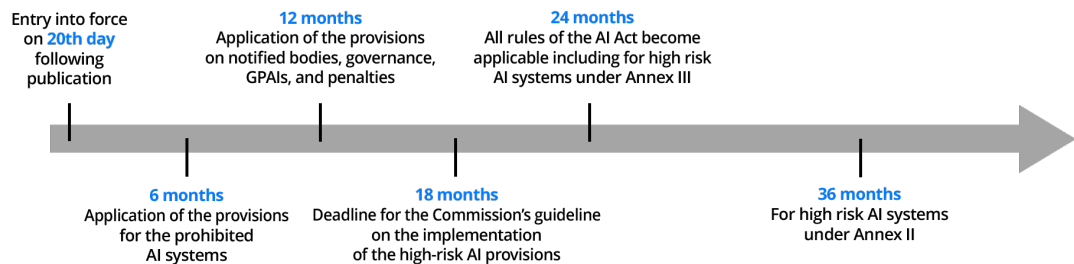 Entry into force
on 20th day
following
publication
6 months
Application of the provisions
for the prohibited
AI systems
12 months
Application of the provisions
on notified bodies, governance,
GPAIs, and penalties
18 months
Deadline for the Commission’s guideline
on the implementation
of the high-risk AI provisions
24 months
All rules of the AI Act become
applicable including for high risk
AI systems under Annex III
36 months
For high risk AI systems
under Annex II